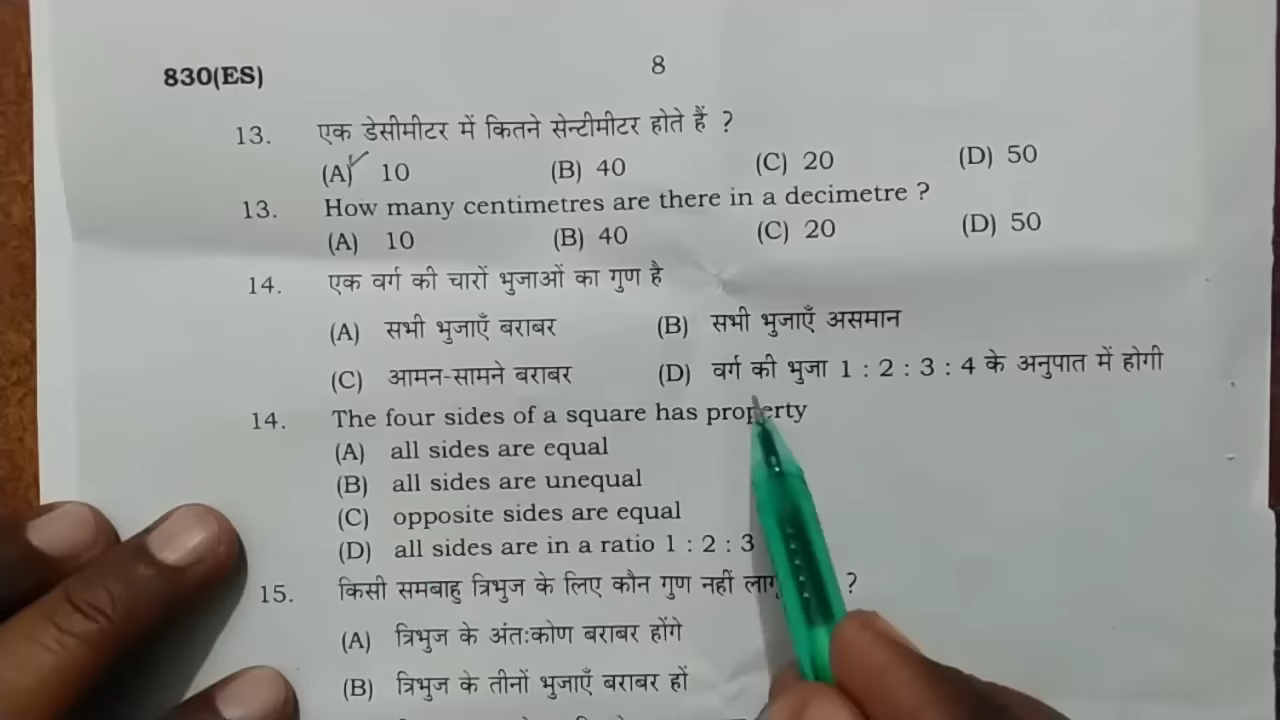 830(ES)
8
13. एक डेसीमीटर में कितने सेन्टीमीटर होते हैं ?
(A) 10 (B) 40 (C) 20 (D) 50
13. How many centimetres are there in a decimetre ?
(A) 10 (B) 40 (C) 20 (D) 50
14. एक वर्ग की चारों भुजाओं का गुण है
(A) सभी भुजाएँ बराबर (B) सभी भुजाएँ असमान
(C) आमन-सामने बराबर (D) वर्ग की भुजा 1 : 2 : 3 : 4 के अनुपात में होगी
14. The four sides of a square has property
(A) all sides are equal
(B) all sides are unequal
(C) opposite sides are equal
(D) all sides are in a ratio 1 : 2 : 3
15. किसी समबाहु त्रिभुज के लिए कौन गुण नहीं ?
(A) त्रिभुज के अंतःकोण बराबर होंगे
(B) त्रिभुज के तीनों भुजाएँ बराबर हों